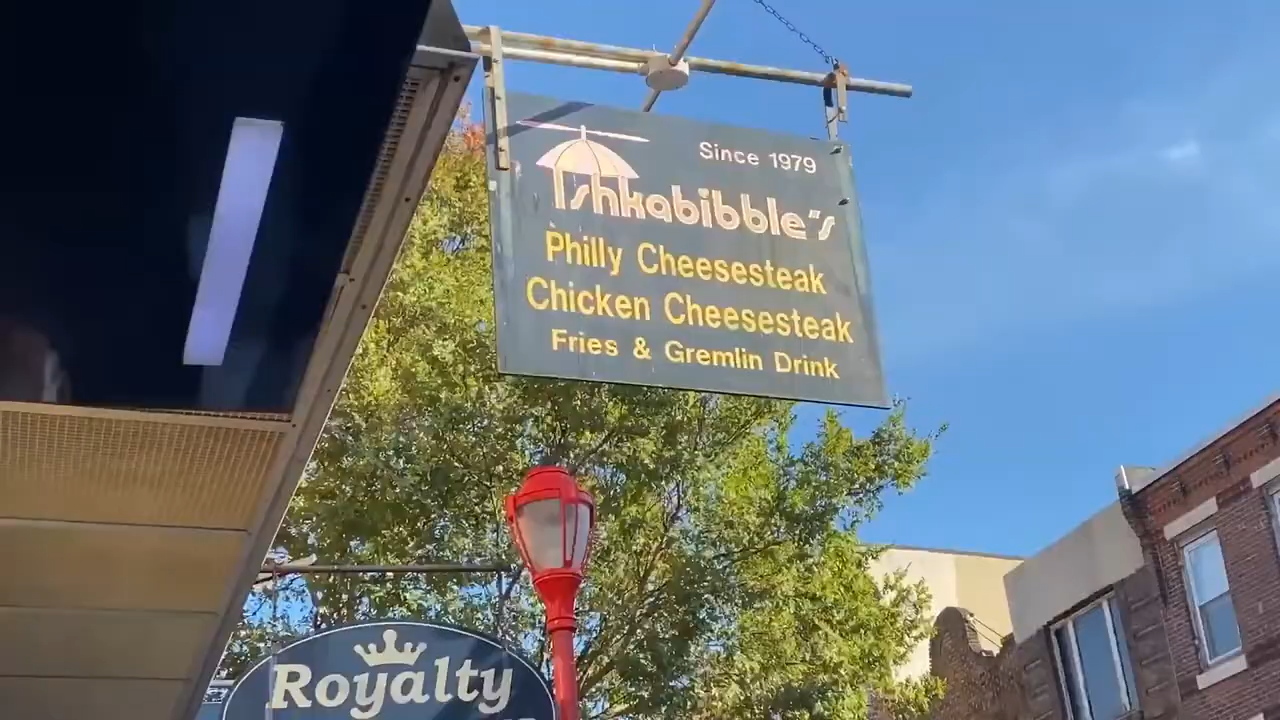 Since 1979
Ishkabibble's
Philly Cheesesteak
Chicken Cheesesteak
Fries & Gremlin Drink
Royalty